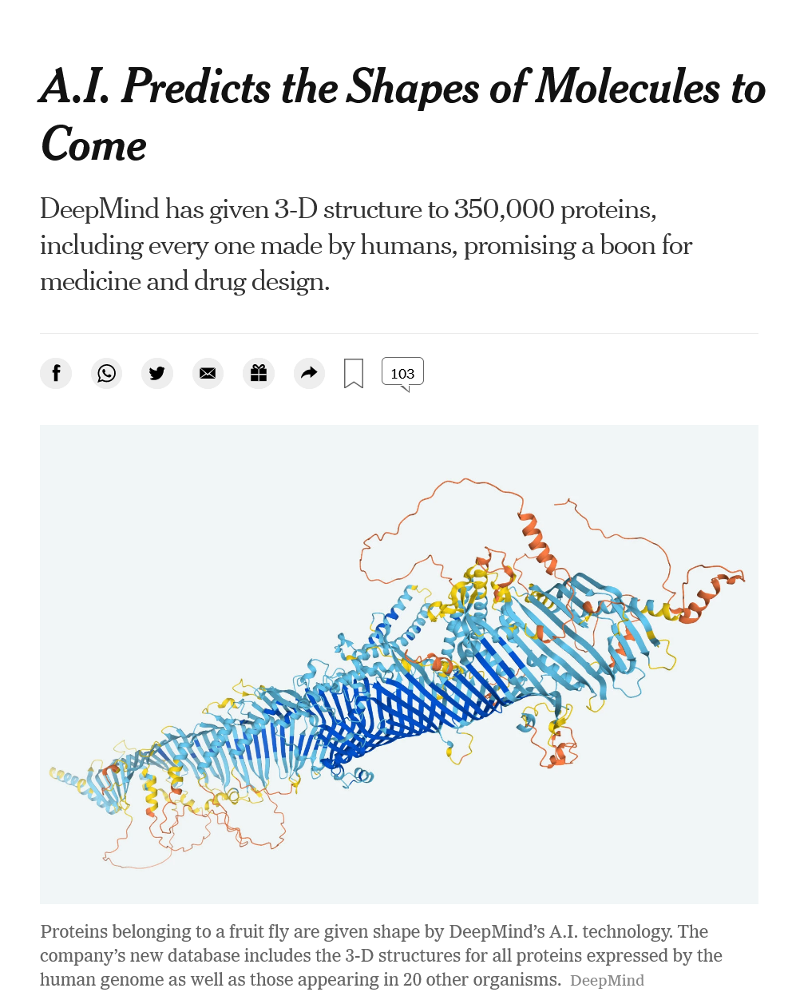 A.I. Predicts the Shapes of Molecules to
Come
DeepMind has given 3-D structure to 350,000 proteins,
including every one made by humans, promising a boon for
medicine and drug design.
103
Proteins belonging to a fruit fly are given shape by DeepMind’s A.I. technology. The
company’s new database includes the 3-D structures for all proteins expressed by the
human genome as well as those appearing in 20 other organisms. DeepMind